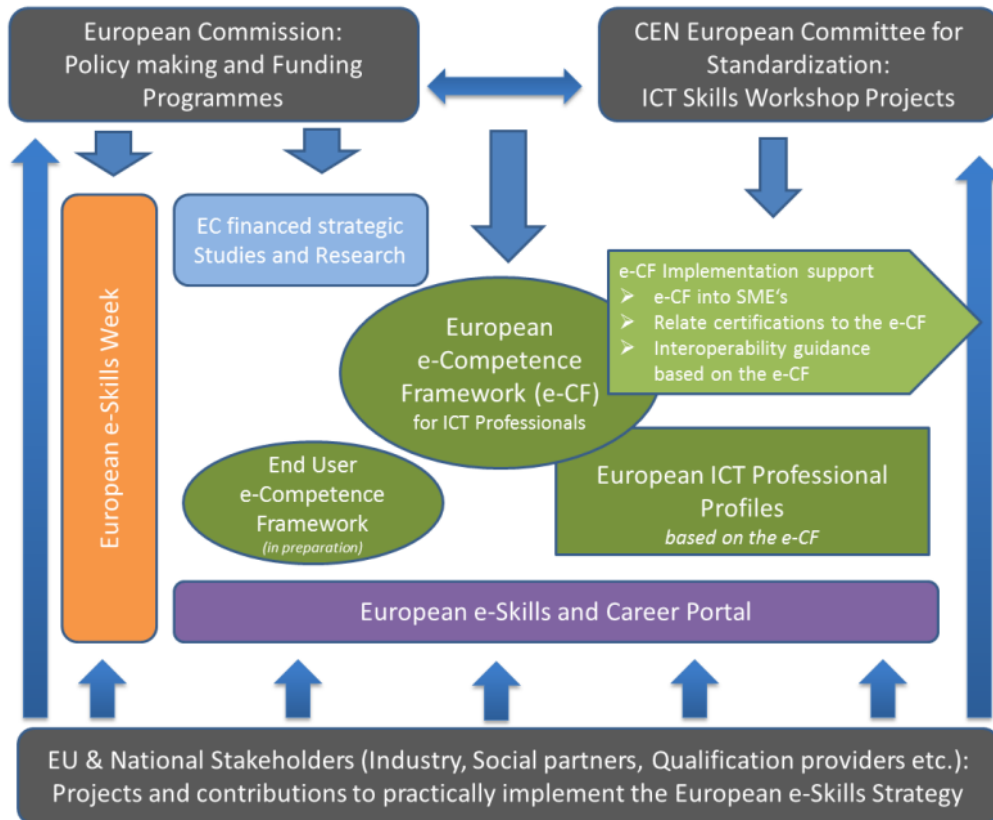 European Commission:
Policy making and Funding
Programmes
CEN European Committee for
Standardization:
ICT Skills Workshop Projects
European e-Skills Week
EC financed strategic
Studies and Research
European
e-Competence
Framework (e-CF)
for ICT Professionals
e-CF Implementation support
➢ e-CF into SME‘s
➢ Relate certifications to the e-CF
➢ Interoperability guidance
based on the e-CF
End User
e-Competence
Framework
(in preparation)
European ICT Professional
Profiles
based on the e-CF
European e-Skills and Career Portal
EU & National Stakeholders (Industry, Social partners, Qualification providers etc.):
Projects and contributions to practically implement the European e-Skills Strategy